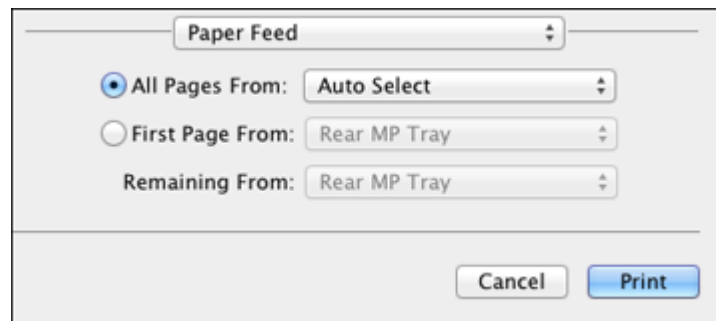 Paper Feed
All Pages From: Auto Select
First Page From: Rear MP Tray
Remaining From: Rear MP Tray
Cancel Print